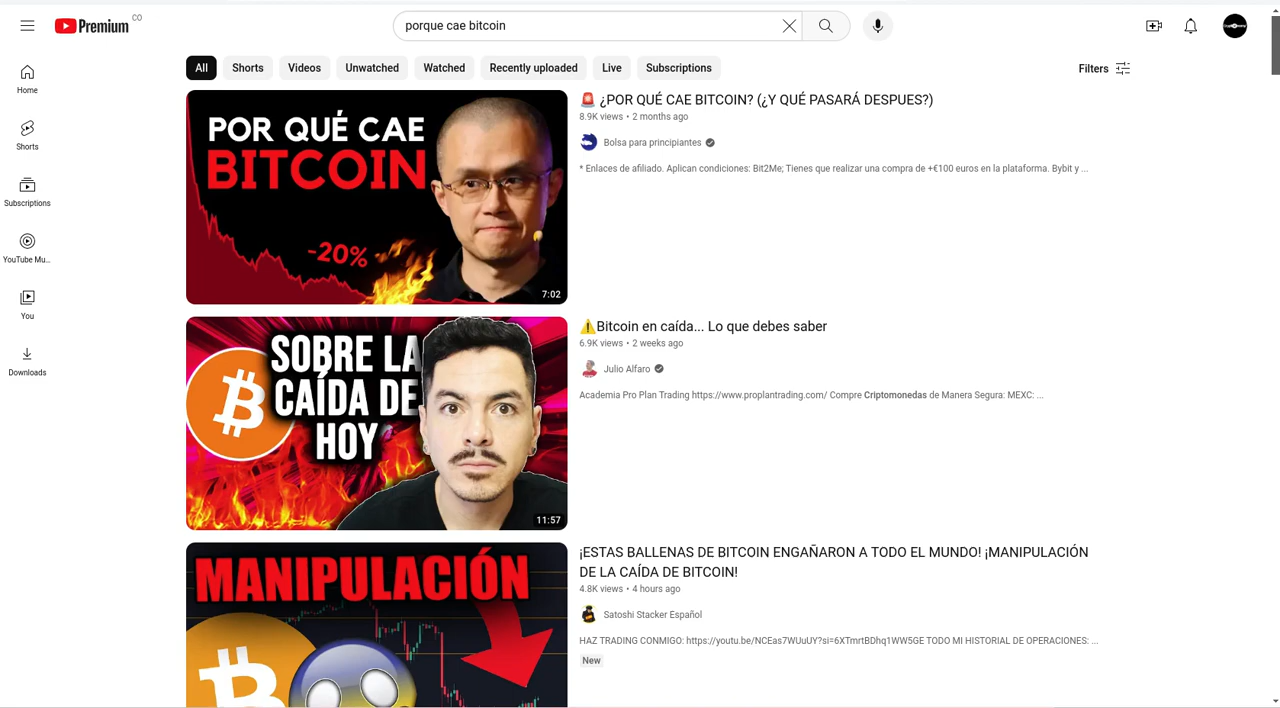 Premium CO
porque cae bitcoin
All Shorts Videos Unwatched Watched Recently uploaded Live Subscriptions
Filters
Home
Shorts
Subscriptions
YouTube Mu...
You
Downloads
POR QUÉ CAE
BITCOIN
-20%
7:02
🚨 ¿POR QUÉ CAE BITCOIN? (¿Y QUÉ PASARÁ DESPUES?)
8.9K views • 2 months ago
Bolsa para principiantes
* Enlaces de afiliado. Aplican condiciones: Bit2Me; Tienes que realizar una compra de +€100 euros en la plataforma. Bybit y ...
SOBRE LA
CAÍDA DE
HOY
11:57
⚠️Bitcoin en caída... Lo que debes saber
6.9K views • 2 weeks ago
Julio Alfaro
Academia Pro Plan Trading https://www.proplantrading.com/ Compre Criptomonedas de Manera Segura: MEXC: ...
MANIPULACIÓN
¡ESTAS BALLENAS DE BITCOIN ENGAÑARON A TODO EL MUNDO! ¡MANIPULACIÓN
DE LA CAÍDA DE BITCOIN!
4.8K views • 4 hours ago
Satoshi Stacker Español
HAZ TRADING CONMIGO: https://youtu.be/NCEas7WUuUY?si=6XTmrtBDhq1WW5GE TODO MI HISTORIAL DE OPERACIONES: ...
New